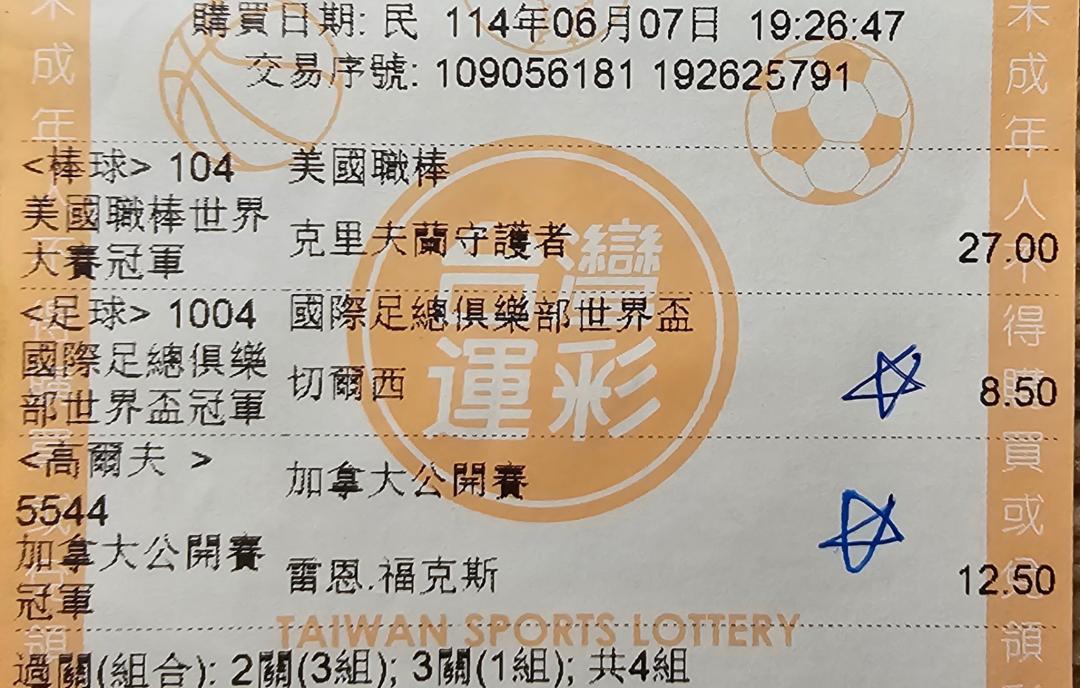 購買日期: 民 114年06月07日 19:26:47
交易序號: 109056181 192625791
<棒球> 104 美國職棒
美國職棒世界大賽冠軍 克里夫蘭守護者 27.00
<足球> 1004 國際足總俱樂部世界盃
國際足總俱樂部世界盃冠軍 切爾西 8.50
<高爾夫 > 5544 加拿大公開賽
加拿大公開賽冠軍 雷恩.福克斯 12.50
過關(組合): 2關(3組); 3關(1組); 共4組
台灣
運彩
TAIWAN SPORTS LOTTERY
未成年人
未成年人不得購買或兌領